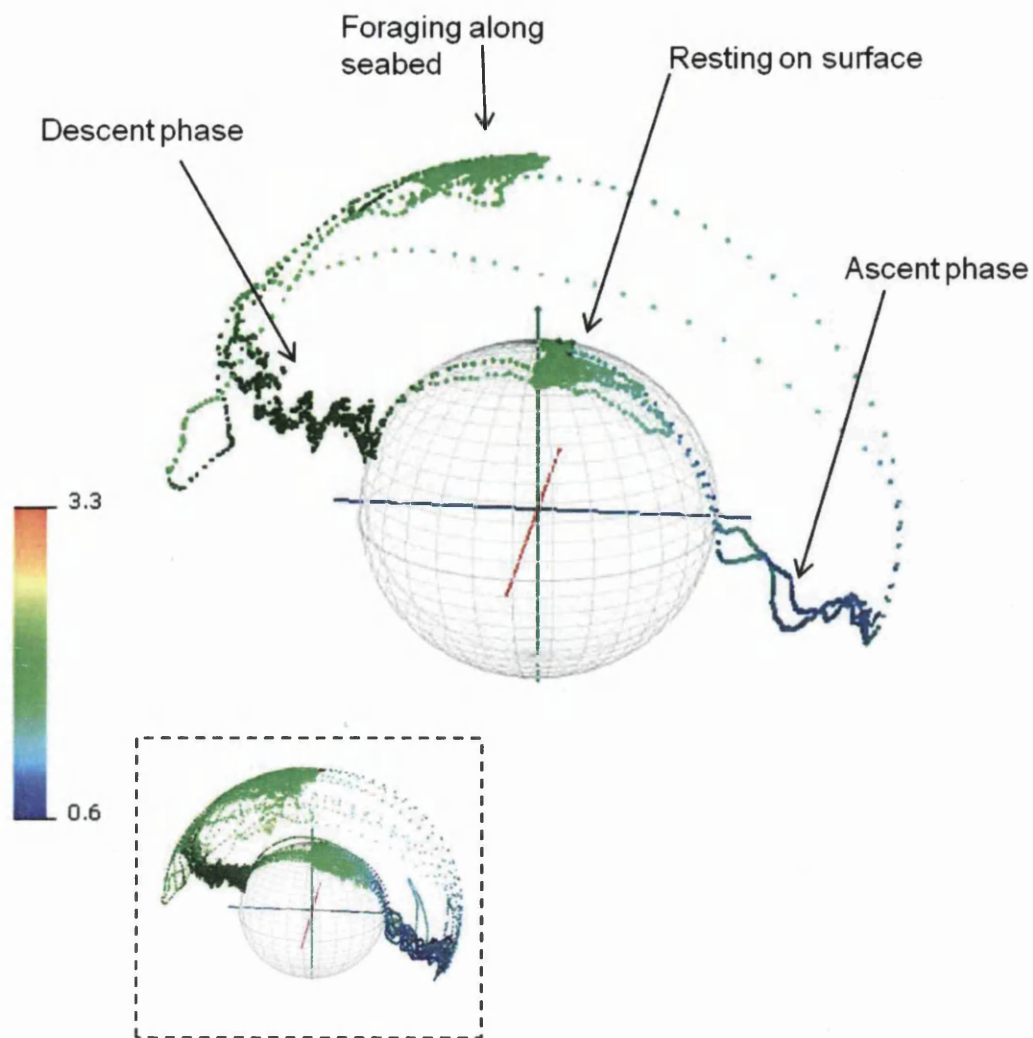 Foraging along
seabed
Resting on surface
Descent phase
Ascent phase
3.3
0.6